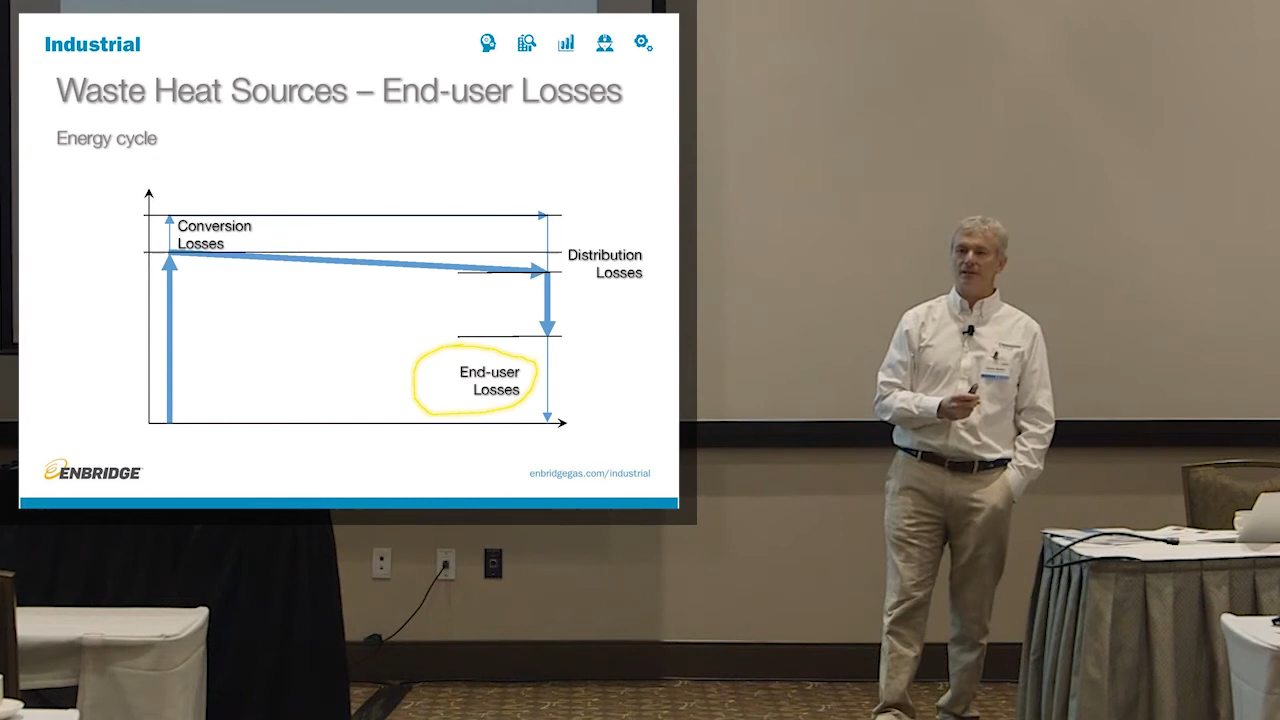 Industrial
Waste Heat Sources – End-user Losses
Energy cycle
Conversion
Losses
Distribution
Losses
End-user
Losses
ENBRIDGE
enbridgegas.com/industrial